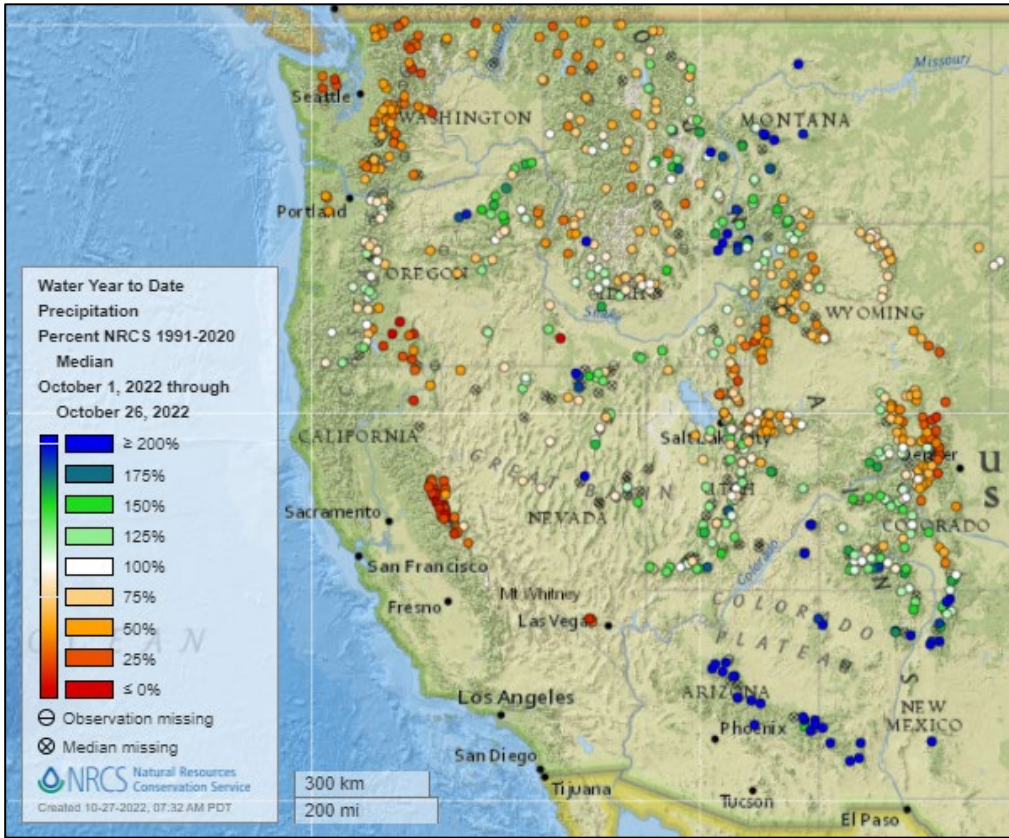 Seattle
WASHINGTON
Missouri
MONTANA
Portland
OREGON
Snake
WYOMING
Water Year to Date
Precipitation
Percent NRCS 1991-2020
Median
October 1, 2022 through
October 26, 2022
≥ 200%
175%
150%
125%
100%
75%
50%
25%
≤ 0%
Observation missing
Median missing
NRCS Natural Resources
Conservation Service
Created 10-27-2022, 07:32 AM PDT
CALIFORNIA
Salt Lake City
GREAT BASIN
UTAH
Denver
US
NEVADA
COLORADO
Sacramento
San Francisco
Colorado
Mt Whitney
Fresno
Las Vegas
COLORADO
PLATEAU
OCEAN
Los Angeles
ARIZONA
Phoenix
NEW
MEXICO
San Diego
Tijuana
Tucson
El Paso
300 km
200 mi